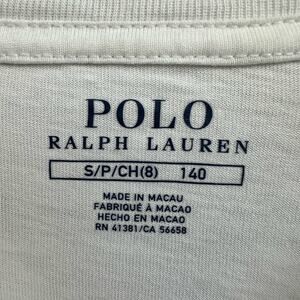 POLO
RALPH LAUREN
S/P/CH(8) 140
MADE IN MACAU
FABRIQUÉ À MACAO
HECHO EN MACAO
RN 41381/CA 56658